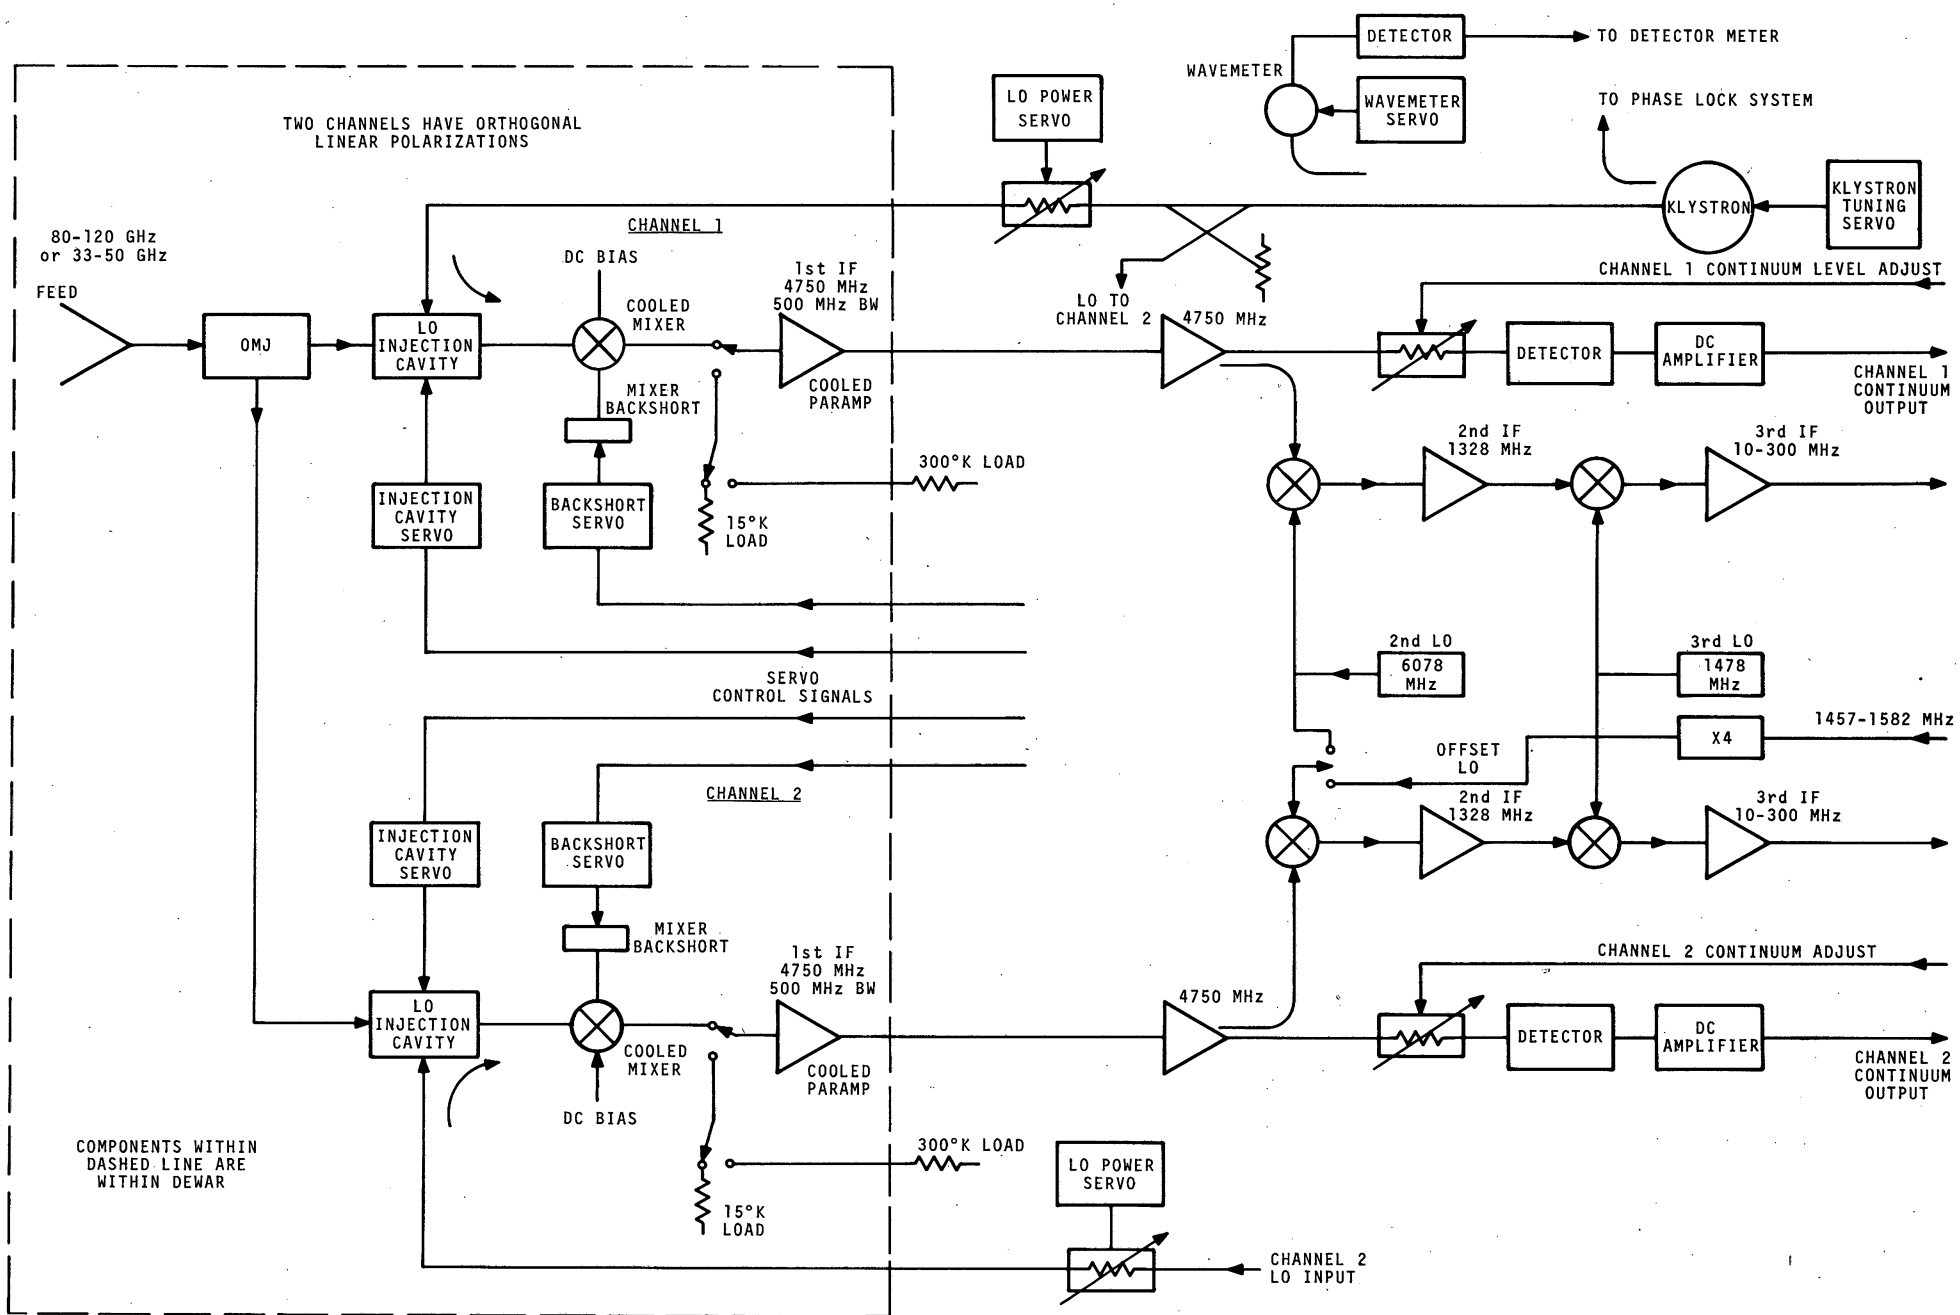 DETECTOR
TO DETECTOR METER
WAVEMETER
WAVEMETER
SERVO
TO PHASE LOCK SYSTEM
LO POWER
SERVO
KLYSTRON
KLYSTRON
TUNING
SERVO
TWO CHANNELS HAVE ORTHOGONAL
LINEAR POLARIZATIONS
80-120 GHz
or 33-50 GHz
FEED
OMJ
LO
INJECTION
CAVITY
CHANNEL 1
DC BIAS
COOLED
MIXER
1st IF
4750 MHz
500 MHz BW
COOLED
PARAMP
LO TO
CHANNEL 2
4750 MHz
CHANNEL 1 CONTINUUM LEVEL ADJUST
DETECTOR
DC
AMPLIFIER
CHANNEL 1
CONTINUUM
OUTPUT
MIXER
BACKSHORT
INJECTION
CAVITY
SERVO
BACKSHORT
SERVO
15°K
LOAD
300°K LOAD
2nd IF
1328 MHz
3rd IF
10-300 MHz
SERVO
CONTROL SIGNALS
2nd LO
6078
MHz
3rd LO
1478
MHz
OFFSET
LO
X4
1457-1582 MHz
CHANNEL 2
INJECTION
CAVITY
SERVO
BACKSHORT
SERVO
MIXER
BACKSHORT
2nd IF
1328 MHz
3rd IF
10-300 MHz
LO
INJECTION
CAVITY
COOLED
MIXER
DC BIAS
1st IF
4750 MHz
500 MHz BW
COOLED
PARAMP
4750 MHz
CHANNEL 2 CONTINUUM ADJUST
DETECTOR
DC
AMPLIFIER
CHANNEL 2
CONTINUUM
OUTPUT
COMPONENTS WITHIN
DASHED LINE ARE
WITHIN DEWAR
15°K
LOAD
300°K LOAD
LO POWER
SERVO
CHANNEL 2
LO INPUT